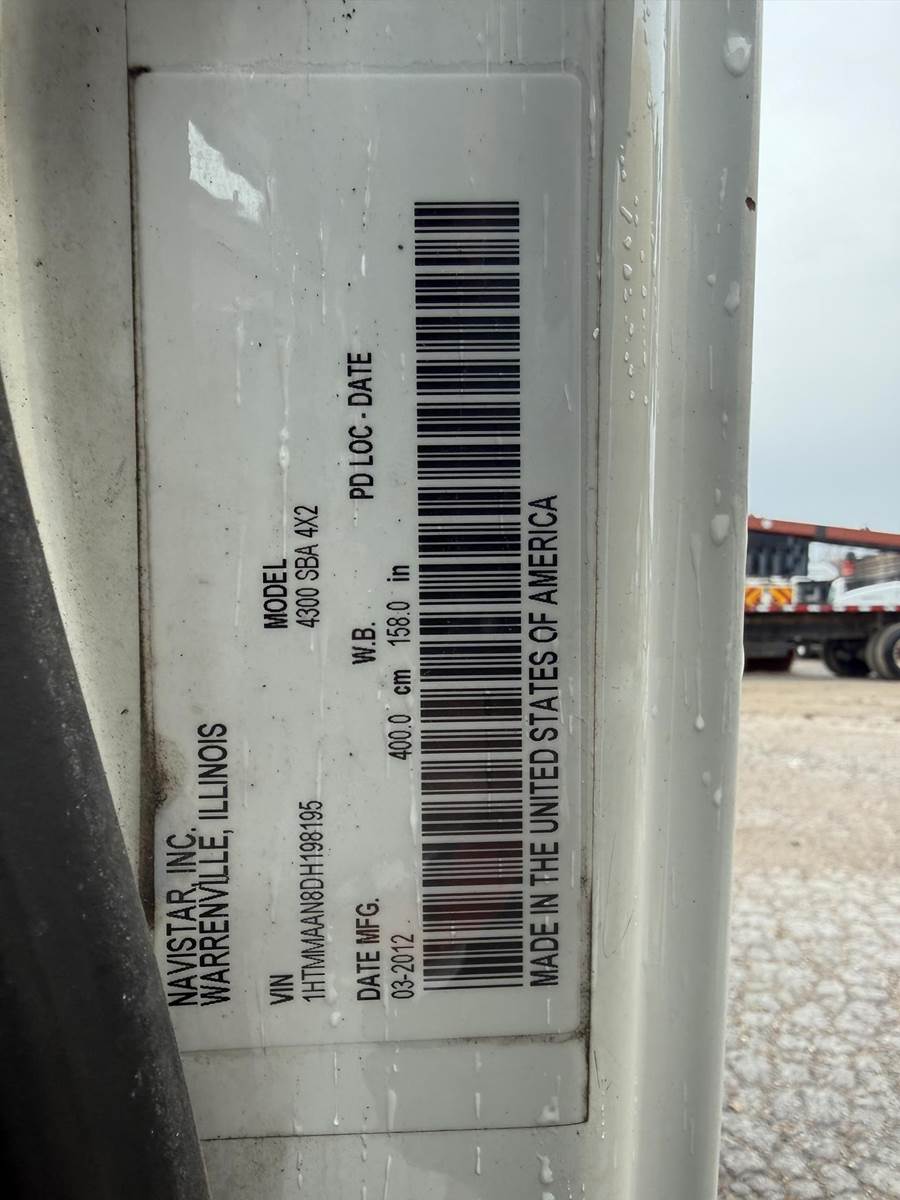 NAVISTAR, INC.
WARRENVILLE, ILLINOIS
VIN
1HTMMAAN8DH198195
MODEL
4300 SBA 4X2
DATE MFG.
03-2012
W.B.
400.0 cm 158.0 in
PD LOC - DATE
MADE IN THE UNITED STATES OF AMERICA